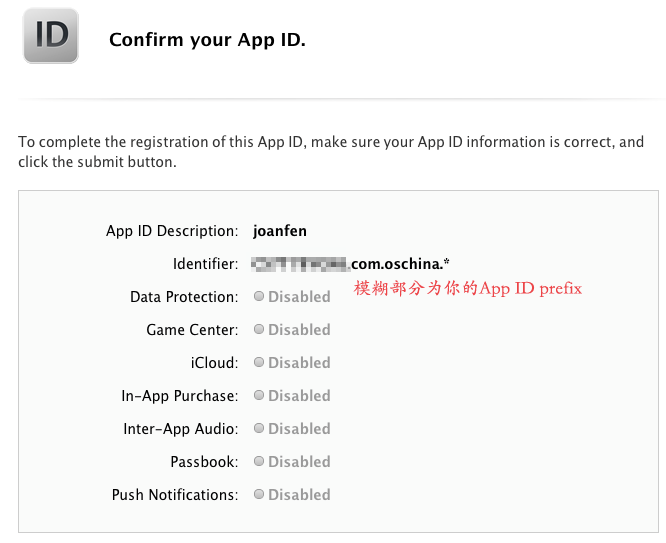 ID
Confirm your App ID.
To complete the registration of this App ID, make sure your App ID information is correct, and
click the submit button.
App ID Description: joanfen
Identifier: .com.oschina.*
模糊部分为你的App ID prefix
Data Protection: Disabled
Game Center: Disabled
iCloud: Disabled
In-App Purchase: Disabled
Inter-App Audio: Disabled
Passbook: Disabled
Push Notifications: Disabled